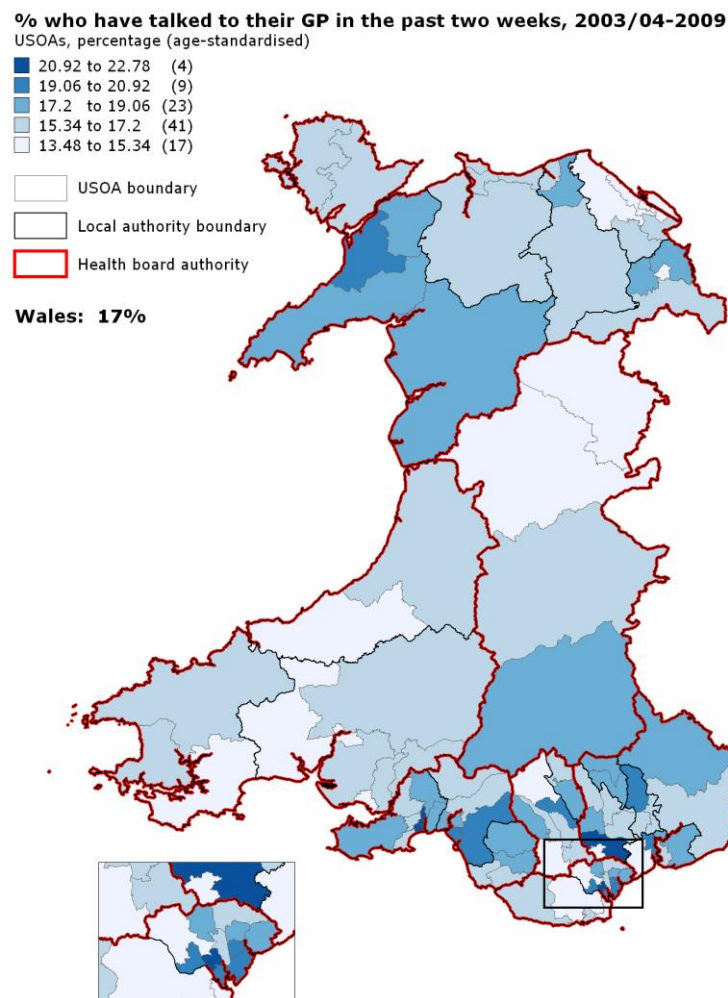 % who have talked to their GP in the past two weeks, 2003/04-2009
USOAs, percentage (age-standardised)
20.92 to 22.78 (4)
19.06 to 20.92 (9)
17.2 to 19.06 (23)
15.34 to 17.2 (41)
13.48 to 15.34 (17)
USOA boundary
Local authority boundary
Health board authority
Wales: 17%